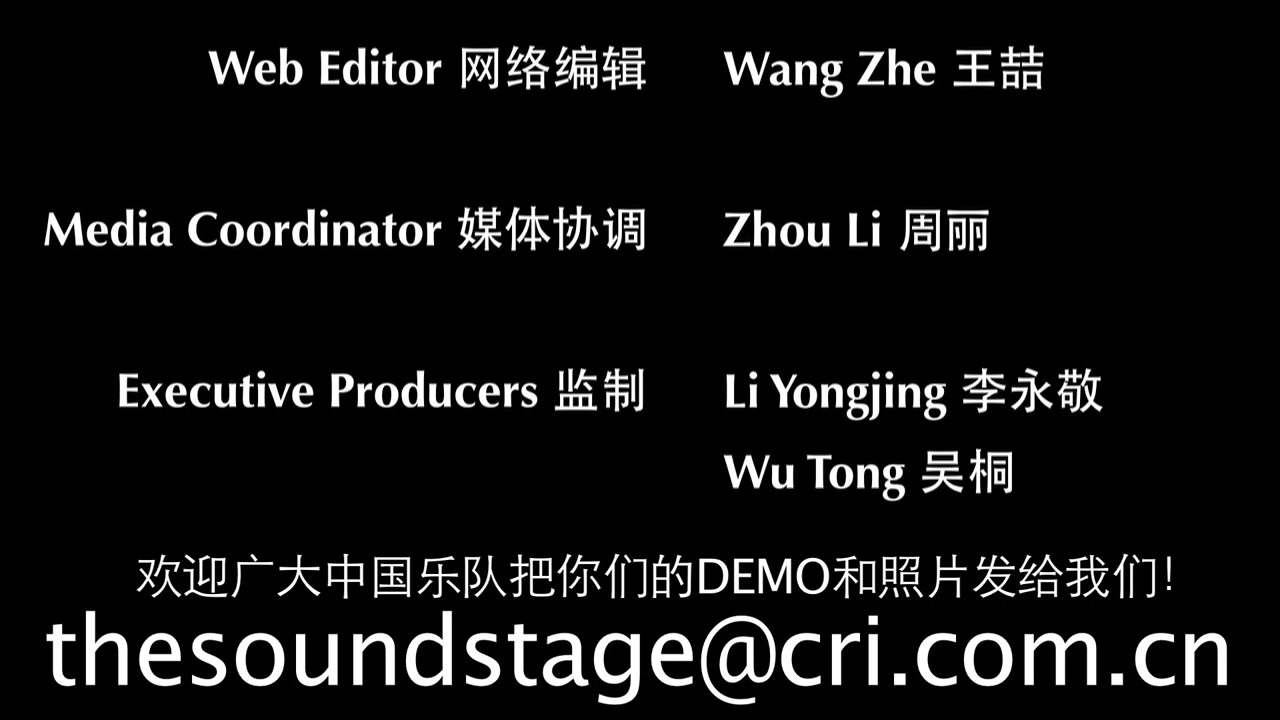 Web Editor 网络编辑 Wang Zhe 王喆
Media Coordinator 媒体协调 Zhou Li 周丽
Executive Producers 监制 Li Yongjing 李永敬
Wu Tong 吴桐
欢迎广大中国乐队把你们的DEMO和照片发给我们！
thesoundstage@cri.com.cn